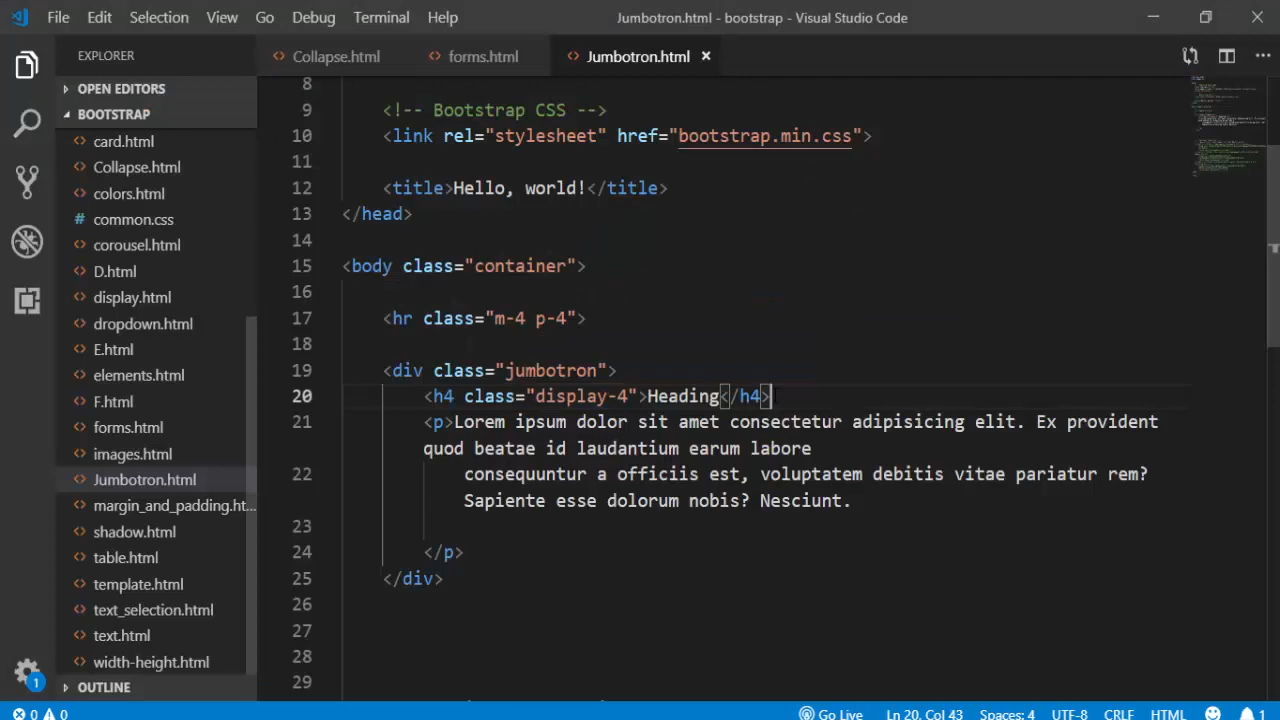 File Edit Selection View Go Debug Terminal Help Jumbotron.html - bootstrap - Visual Studio Code
EXPLORER
Collapse.html forms.html Jumbotron.html
OPEN EDITORS
BOOTSTRAP
card.html
Collapse.html
colors.html
common.css
corousel.html
D.html
display.html
dropdown.html
E.html
elements.html
F.html
forms.html
images.html
Jumbotron.html
margin_and_padding.ht...
shadow.html
table.html
template.html
text_selection.html
text.html
width-height.html
OUTLINE
8
9 <!-- Bootstrap CSS -->
10 <link rel="stylesheet" href="bootstrap.min.css">
11
12 <title>Hello, world!</title>
13 </head>
14
15 <body class="container">
16
17 <hr class="m-4 p-4">
18
19 <div class="jumbotron">
20 <h4 class="display-4">Heading</h4>
21 <p>Lorem ipsum dolor sit amet consectetur adipisicing elit. Ex provident
quod beatae id laudantium earum labore
22 consequuntur a officiis est, voluptatem debitis vitae pariatur rem?
Sapiente esse dolorum nobis? Nesciunt.
23
24 </p>
25 </div>
26
27
28
29
1
0 0 Go Live Ln 20, Col 43 Spaces: 4 UTF-8 CRLF HTML 1